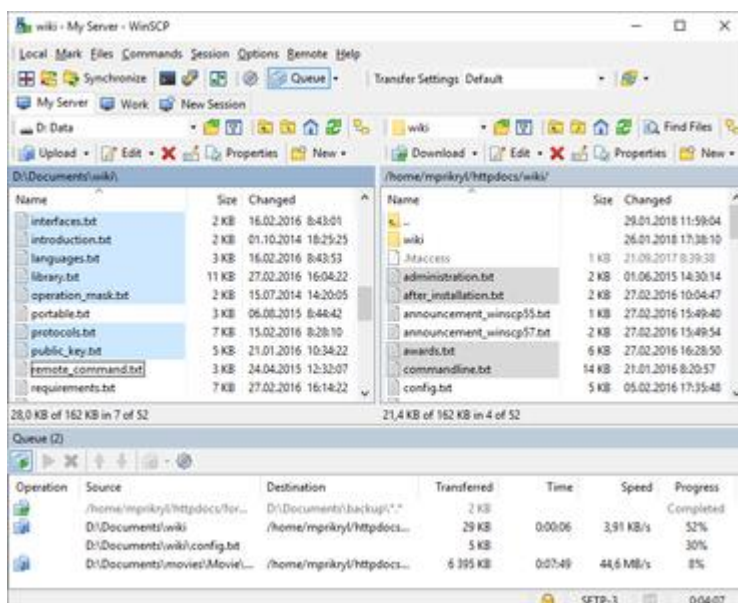 wiki - My Server - WinSCP
Local Mark Files Commands Session Options Remote Help
Synchronize Queue Transfer Settings Default
My Server Work New Session
D: Data wiki Find Files
Upload Edit Properties New Download Edit Properties New
D:\Documents\wiki\ /home/mprikryl/httpdocs/wiki/
Name Size Changed Name Size Changed
interfaces.txt 2 KB 16.02.2016 8:43:01 .. 29.01.2018 11:59:04
introduction.txt 2 KB 01.10.2014 18:25:25 wiki 26.01.2018 17:38:10
languages.txt 3 KB 16.02.2016 8:43:53 .htaccess 1 KB 21.09.2017 8:39:38
library.txt 11 KB 27.02.2016 16:04:22 administration.txt 2 KB 01.06.2015 14:30:14
operation_mask.txt 2 KB 15.07.2014 14:20:05 after_installation.txt 2 KB 27.02.2016 10:04:47
portable.txt 3 KB 06.08.2015 8:44:42 announcement_winscp55.txt 1 KB 27.02.2016 15:49:40
protocols.txt 7 KB 15.02.2016 8:28:10 announcement_winscp57.txt 2 KB 27.02.2016 15:49:54
public_key.txt 5 KB 21.01.2016 10:34:22 awards.txt 6 KB 27.02.2016 16:28:50
remote_command.txt 3 KB 24.04.2015 12:32:07 commandline.txt 14 KB 21.01.2016 8:20:57
requirements.txt 7 KB 27.02.2016 16:14:22 config.txt 5 KB 05.02.2016 17:35:48
28,0 KB of 162 KB in 7 of 52 21,4 KB of 162 KB in 4 of 52
Queue (2)
Operation Source Destination Transferred Time Speed Progress
/home/mprikryl/httpdocs/for... D:\Documents\backup\*.* 2 KB Completed
D:\Documents\wiki /home/mprikryl/httpdocs... 29 KB 0:00:06 3,91 KB/s 52%
D:\Documents\wiki\config.txt 5 KB 30%
D:\Documents\movies\Movie\... /home/mprikryl/httpdocs... 6 395 KB 0:07:49 44,6 MB/s 8%
SFTP-3 0:04:07